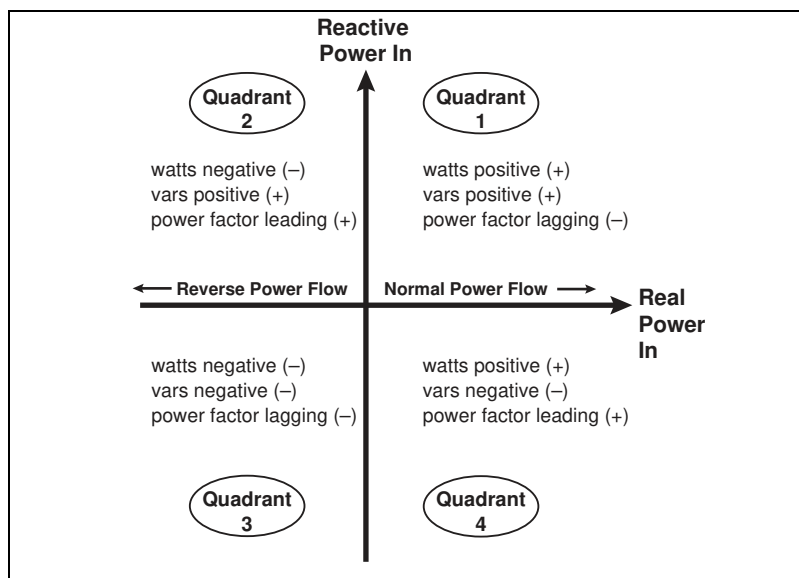 Reactive
Power In
Quadrant
2
Quadrant
1
watts negative (–)
vars positive (+)
power factor leading (+)
watts positive (+)
vars positive (+)
power factor lagging (–)
Reverse Power Flow
Normal Power Flow
Real
Power
In
watts negative (–)
vars negative (–)
power factor lagging (–)
watts positive (+)
vars negative (–)
power factor leading (+)
Quadrant
3
Quadrant
4